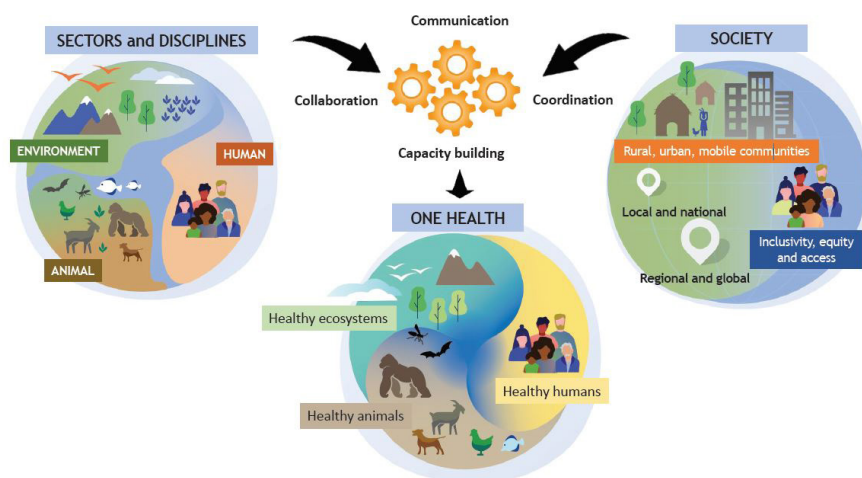 SECTORS and DISCIPLINES
ENVIRONMENT
HUMAN
ANIMAL
Communication
Collaboration
Coordination
Capacity building
SOCIETY
Rural, urban, mobile communities
Local and national
Regional and global
Inclusivity, equity
and access
ONE HEALTH
Healthy ecosystems
Healthy humans
Healthy animals